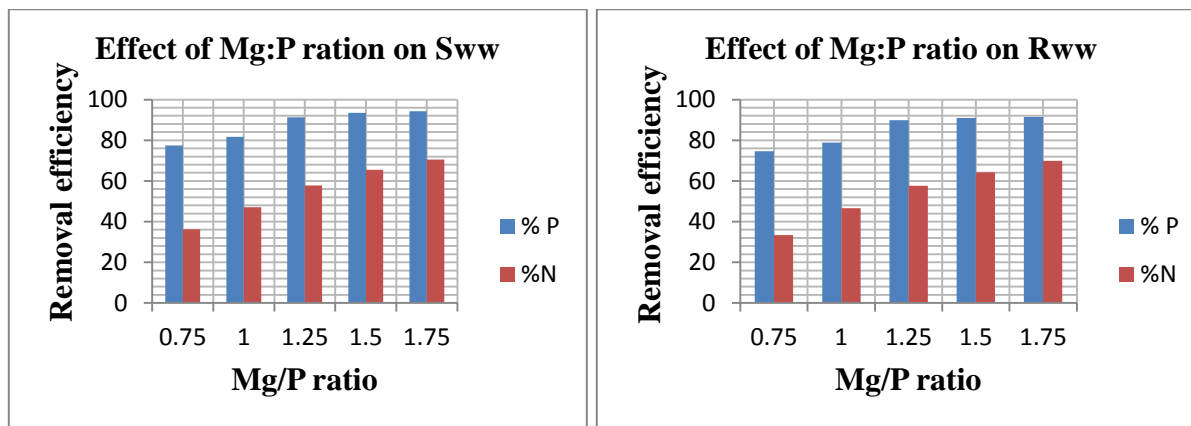 Effect of Mg:P ration on Sww
Removal efficiency
100
80
60
40
20
0
0.75 1 1.25 1.5 1.75
Mg/P ratio
% P
%N
Effect of Mg:P ratio on Rww
Removal efficiency
100
80
60
40
20
0
0.75 1 1.25 1.5 1.75
Mg/P ratio
% P
%N